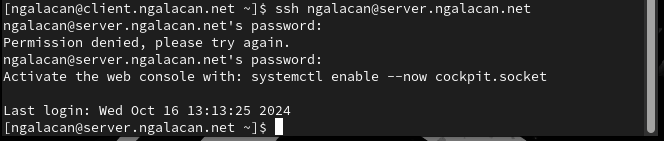 [ngalacan@client.ngalacan.net ~]$ ssh ngalacan@server.ngalacan.net
ngalacan@server.ngalacan.net's password:
Permission denied, please try again.
ngalacan@server.ngalacan.net's password:
Activate the web console with: systemctl enable --now cockpit.socket

Last login: Wed Oct 16 13:13:25 2024
[ngalacan@server.ngalacan.net ~]$